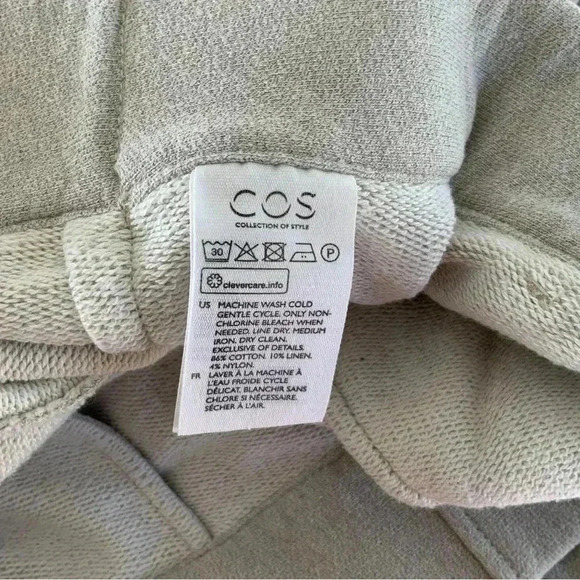 COS
COLLECTION OF STYLE
30 P
clevercare.info
US MACHINE WASH COLD
GENTLE CYCLE. ONLY NON-
CHLORINE BLEACH WHEN
NEEDED. LINE DRY. MEDIUM
IRON. DRY CLEAN.
EXCLUSIVE OF DETAILS.
86% COTTON. 10% LINEN.
4% NYLON.
FR LAVER À LA MACHINE À
L'EAU FROIDE CYCLE
DÉLICAT. BLANCHIR SANS
CHLORE SI NÉCESSAIRE.
SÉCHER À L'AIR.